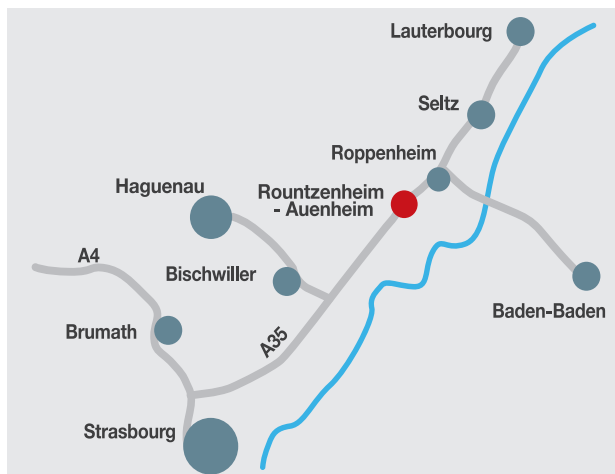 Lauterbourg
Seltz
Roppenheim
Haguenau
Rountzenheim
- Auenheim
A4
Bischwiller
Baden-Baden
Brumath
A35
Strasbourg